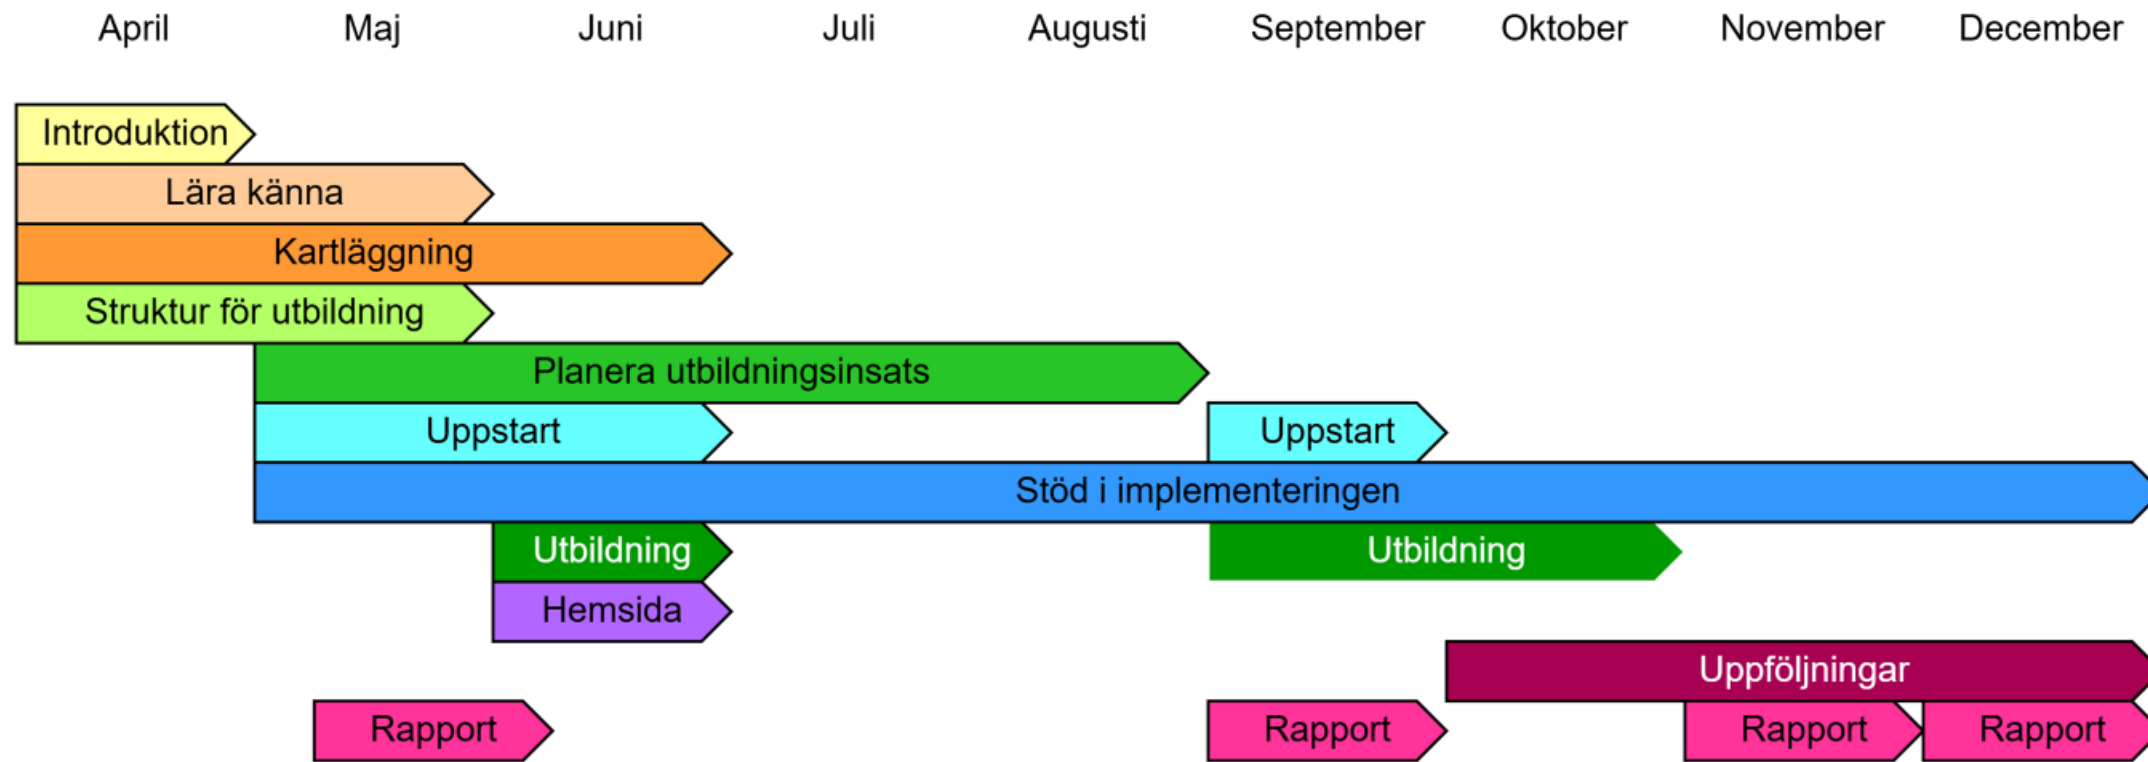 April Maj Juni Juli Augusti September Oktober November December
Introduktion
Lära känna
Kartläggning
Struktur för utbildning
Planera utbildningsinsats
Uppstart Uppstart
Stöd i implementeringen
Utbildning Utbildning
Hemsida
Uppföljningar
Rapport Rapport Rapport Rapport